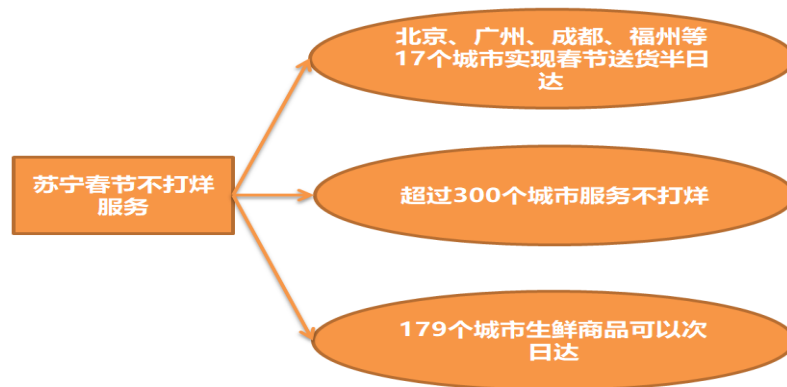 北京、广州、成都、福州等
17个城市实现春节送货半日
达
苏宁春节不打烊
服务
超过300个城市服务不打烊
179个城市生鲜商品可以次
日达